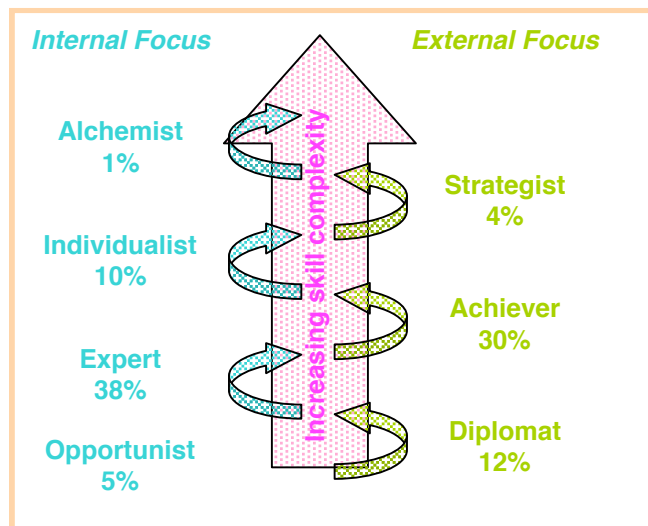 Internal Focus
External Focus
Alchemist
1%
Strategist
4%
Individualist
10%
Achiever
30%
Expert
38%
Diplomat
12%
Opportunist
5%
Increasing skill complexity